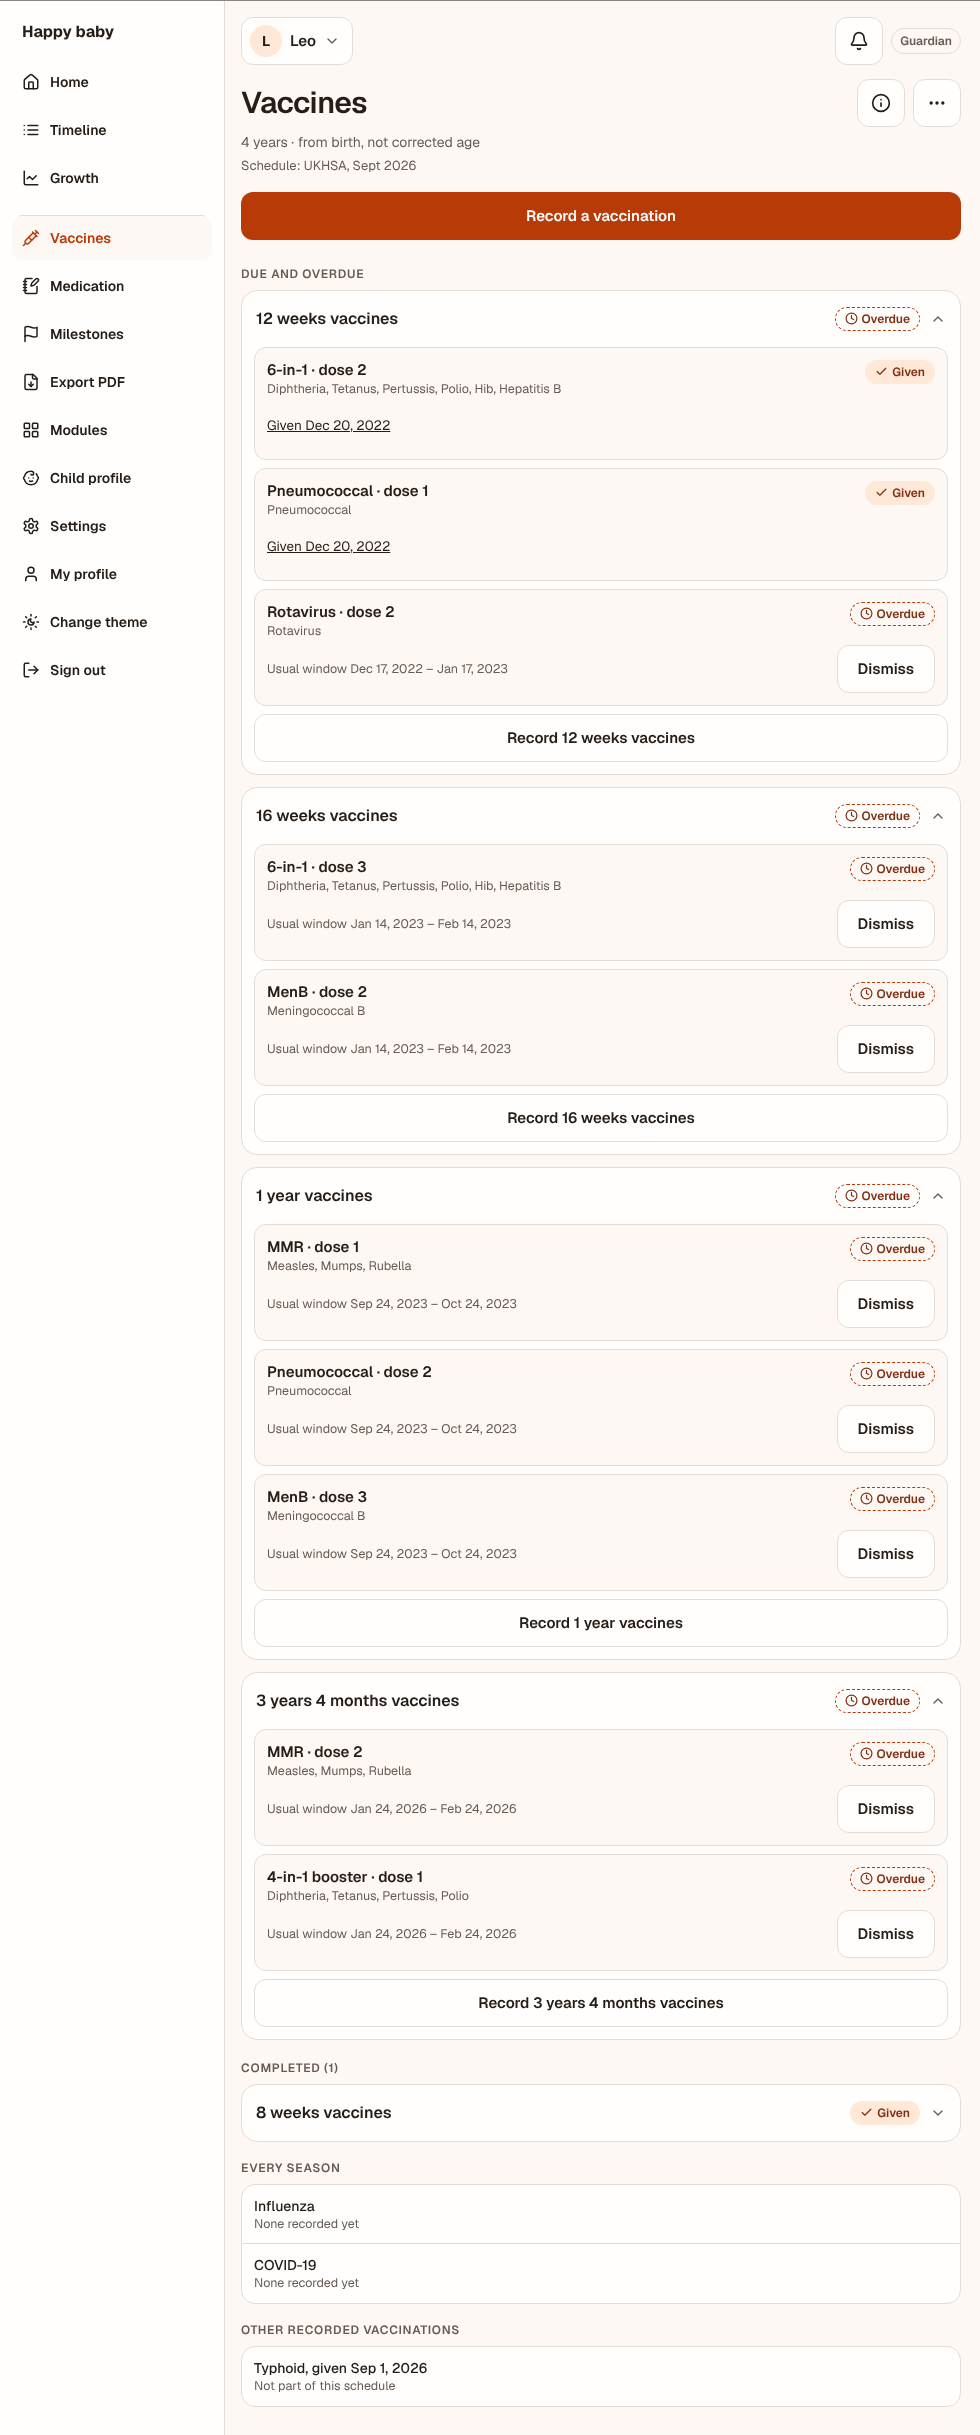 Happy baby
Home
Timeline
Growth
Vaccines
Medication
Milestones
Export PDF
Modules
Child profile
Settings
My profile
Change theme
Sign out
L Leo
Guardian
Vaccines
4 years · from birth, not corrected age
Schedule: UKHSA, Sept 2026
Record a vaccination
DUE AND OVERDUE
12 weeks vaccines
Overdue
6-in-1 · dose 2
Given
Diphtheria, Tetanus, Pertussis, Polio, Hib, Hepatitis B
Given Dec 20, 2022
Pneumococcal · dose 1
Given
Pneumococcal
Given Dec 20, 2022
Rotavirus · dose 2
Overdue
Rotavirus
Usual window Dec 17, 2022 – Jan 17, 2023
Dismiss
Record 12 weeks vaccines
16 weeks vaccines
Overdue
6-in-1 · dose 3
Overdue
Diphtheria, Tetanus, Pertussis, Polio, Hib, Hepatitis B
Usual window Jan 14, 2023 – Feb 14, 2023
Dismiss
MenB · dose 2
Overdue
Meningococcal B
Usual window Jan 14, 2023 – Feb 14, 2023
Dismiss
Record 16 weeks vaccines
1 year vaccines
Overdue
MMR · dose 1
Overdue
Measles, Mumps, Rubella
Usual window Sep 24, 2023 – Oct 24, 2023
Dismiss
Pneumococcal · dose 2
Overdue
Pneumococcal
Usual window Sep 24, 2023 – Oct 24, 2023
Dismiss
MenB · dose 3
Overdue
Meningococcal B
Usual window Sep 24, 2023 – Oct 24, 2023
Dismiss
Record 1 year vaccines
3 years 4 months vaccines
Overdue
MMR · dose 2
Overdue
Measles, Mumps, Rubella
Usual window Jan 24, 2026 – Feb 24, 2026
Dismiss
4-in-1 booster · dose 1
Overdue
Diphtheria, Tetanus, Pertussis, Polio
Usual window Jan 24, 2026 – Feb 24, 2026
Dismiss
Record 3 years 4 months vaccines
COMPLETED (1)
8 weeks vaccines
Given
EVERY SEASON
Influenza
None recorded yet
COVID-19
None recorded yet
OTHER RECORDED VACCINATIONS
Typhoid, given Sep 1, 2026
Not part of this schedule